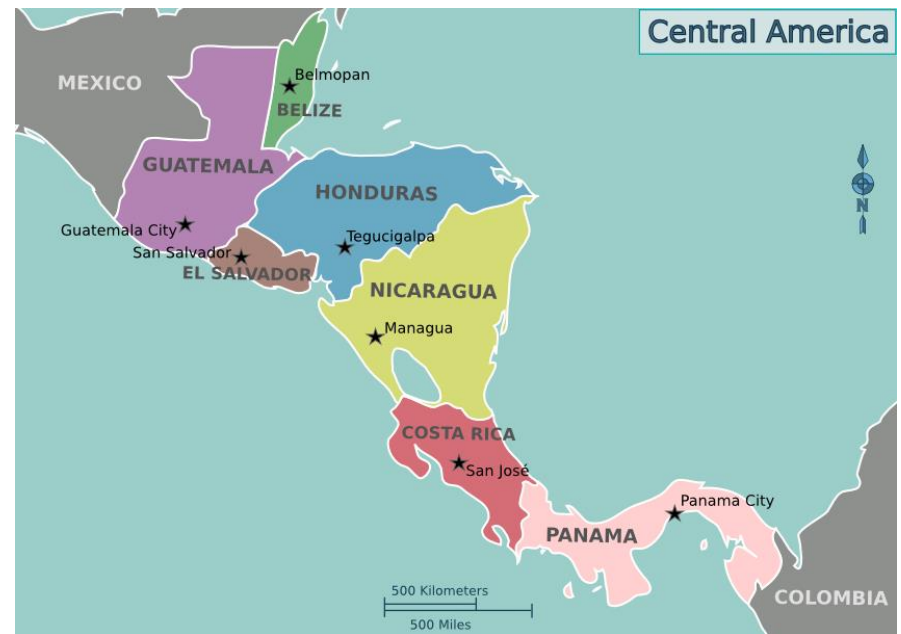 Central America
MEXICO
Belmopan
BELIZE
GUATEMALA
HONDURAS
N
Guatemala City
Tegucigalpa
San Salvador
EL SALVADOR
NICARAGUA
Managua
COSTA RICA
San José
Panama City
PANAMA
500 Kilometers
COLOMBIA
500 Miles